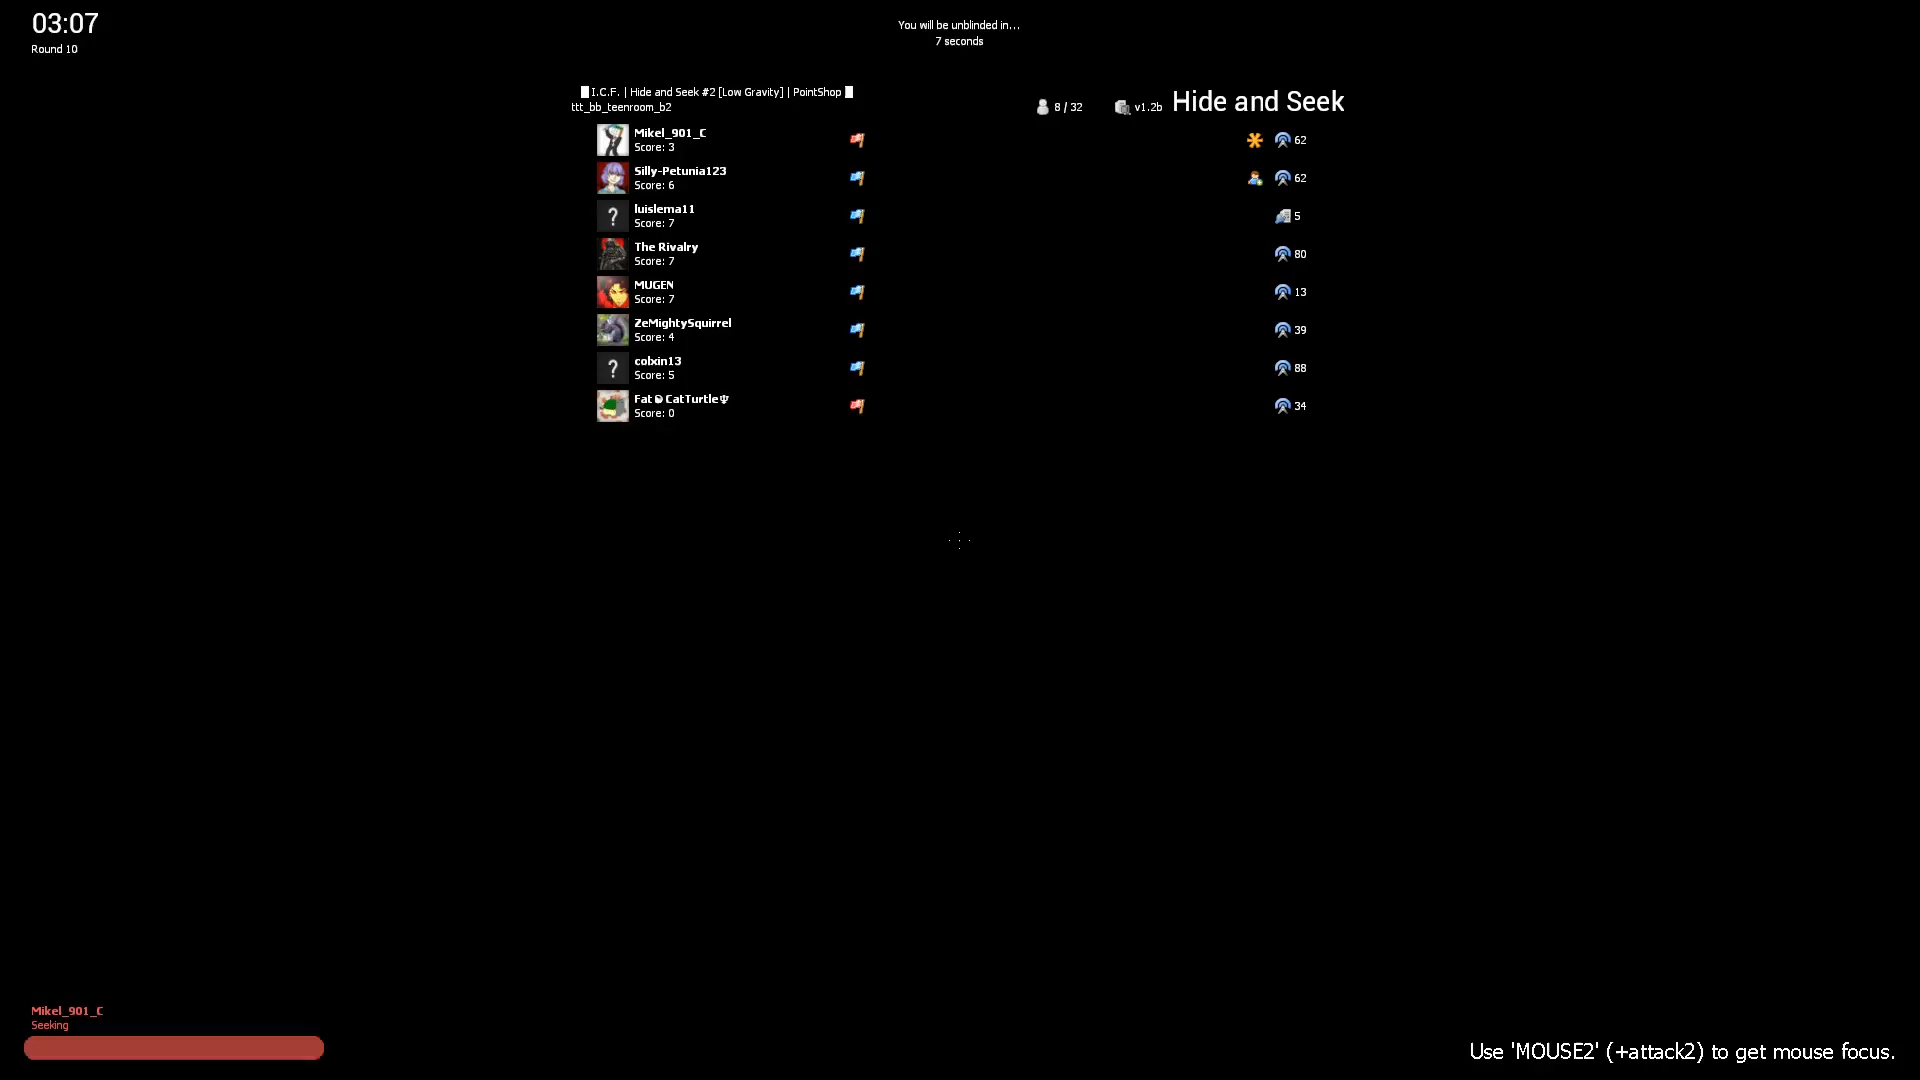 03:07
Round 10
You will be unblinded in...
7 seconds
█ I.C.F. | Hide and Seek #2 [Low Gravity] | PointShop █
ttt_bb_teenroom_b2
8 / 32
v1.2b
Hide and Seek
Mikel_901_C
Score: 3
62
Silly-Petunia123
Score: 6
62
luislema11
Score: 7
5
The Rivalry
Score: 7
80
MUGEN
Score: 7
13
ZeMightySquirrel
Score: 4
39
?
colxin13
Score: 5
88
Fat CatTurtle
Score: 0
34
Mikel_901_C
Seeking
Use 'MOUSE2' (+attack2) to get mouse focus.